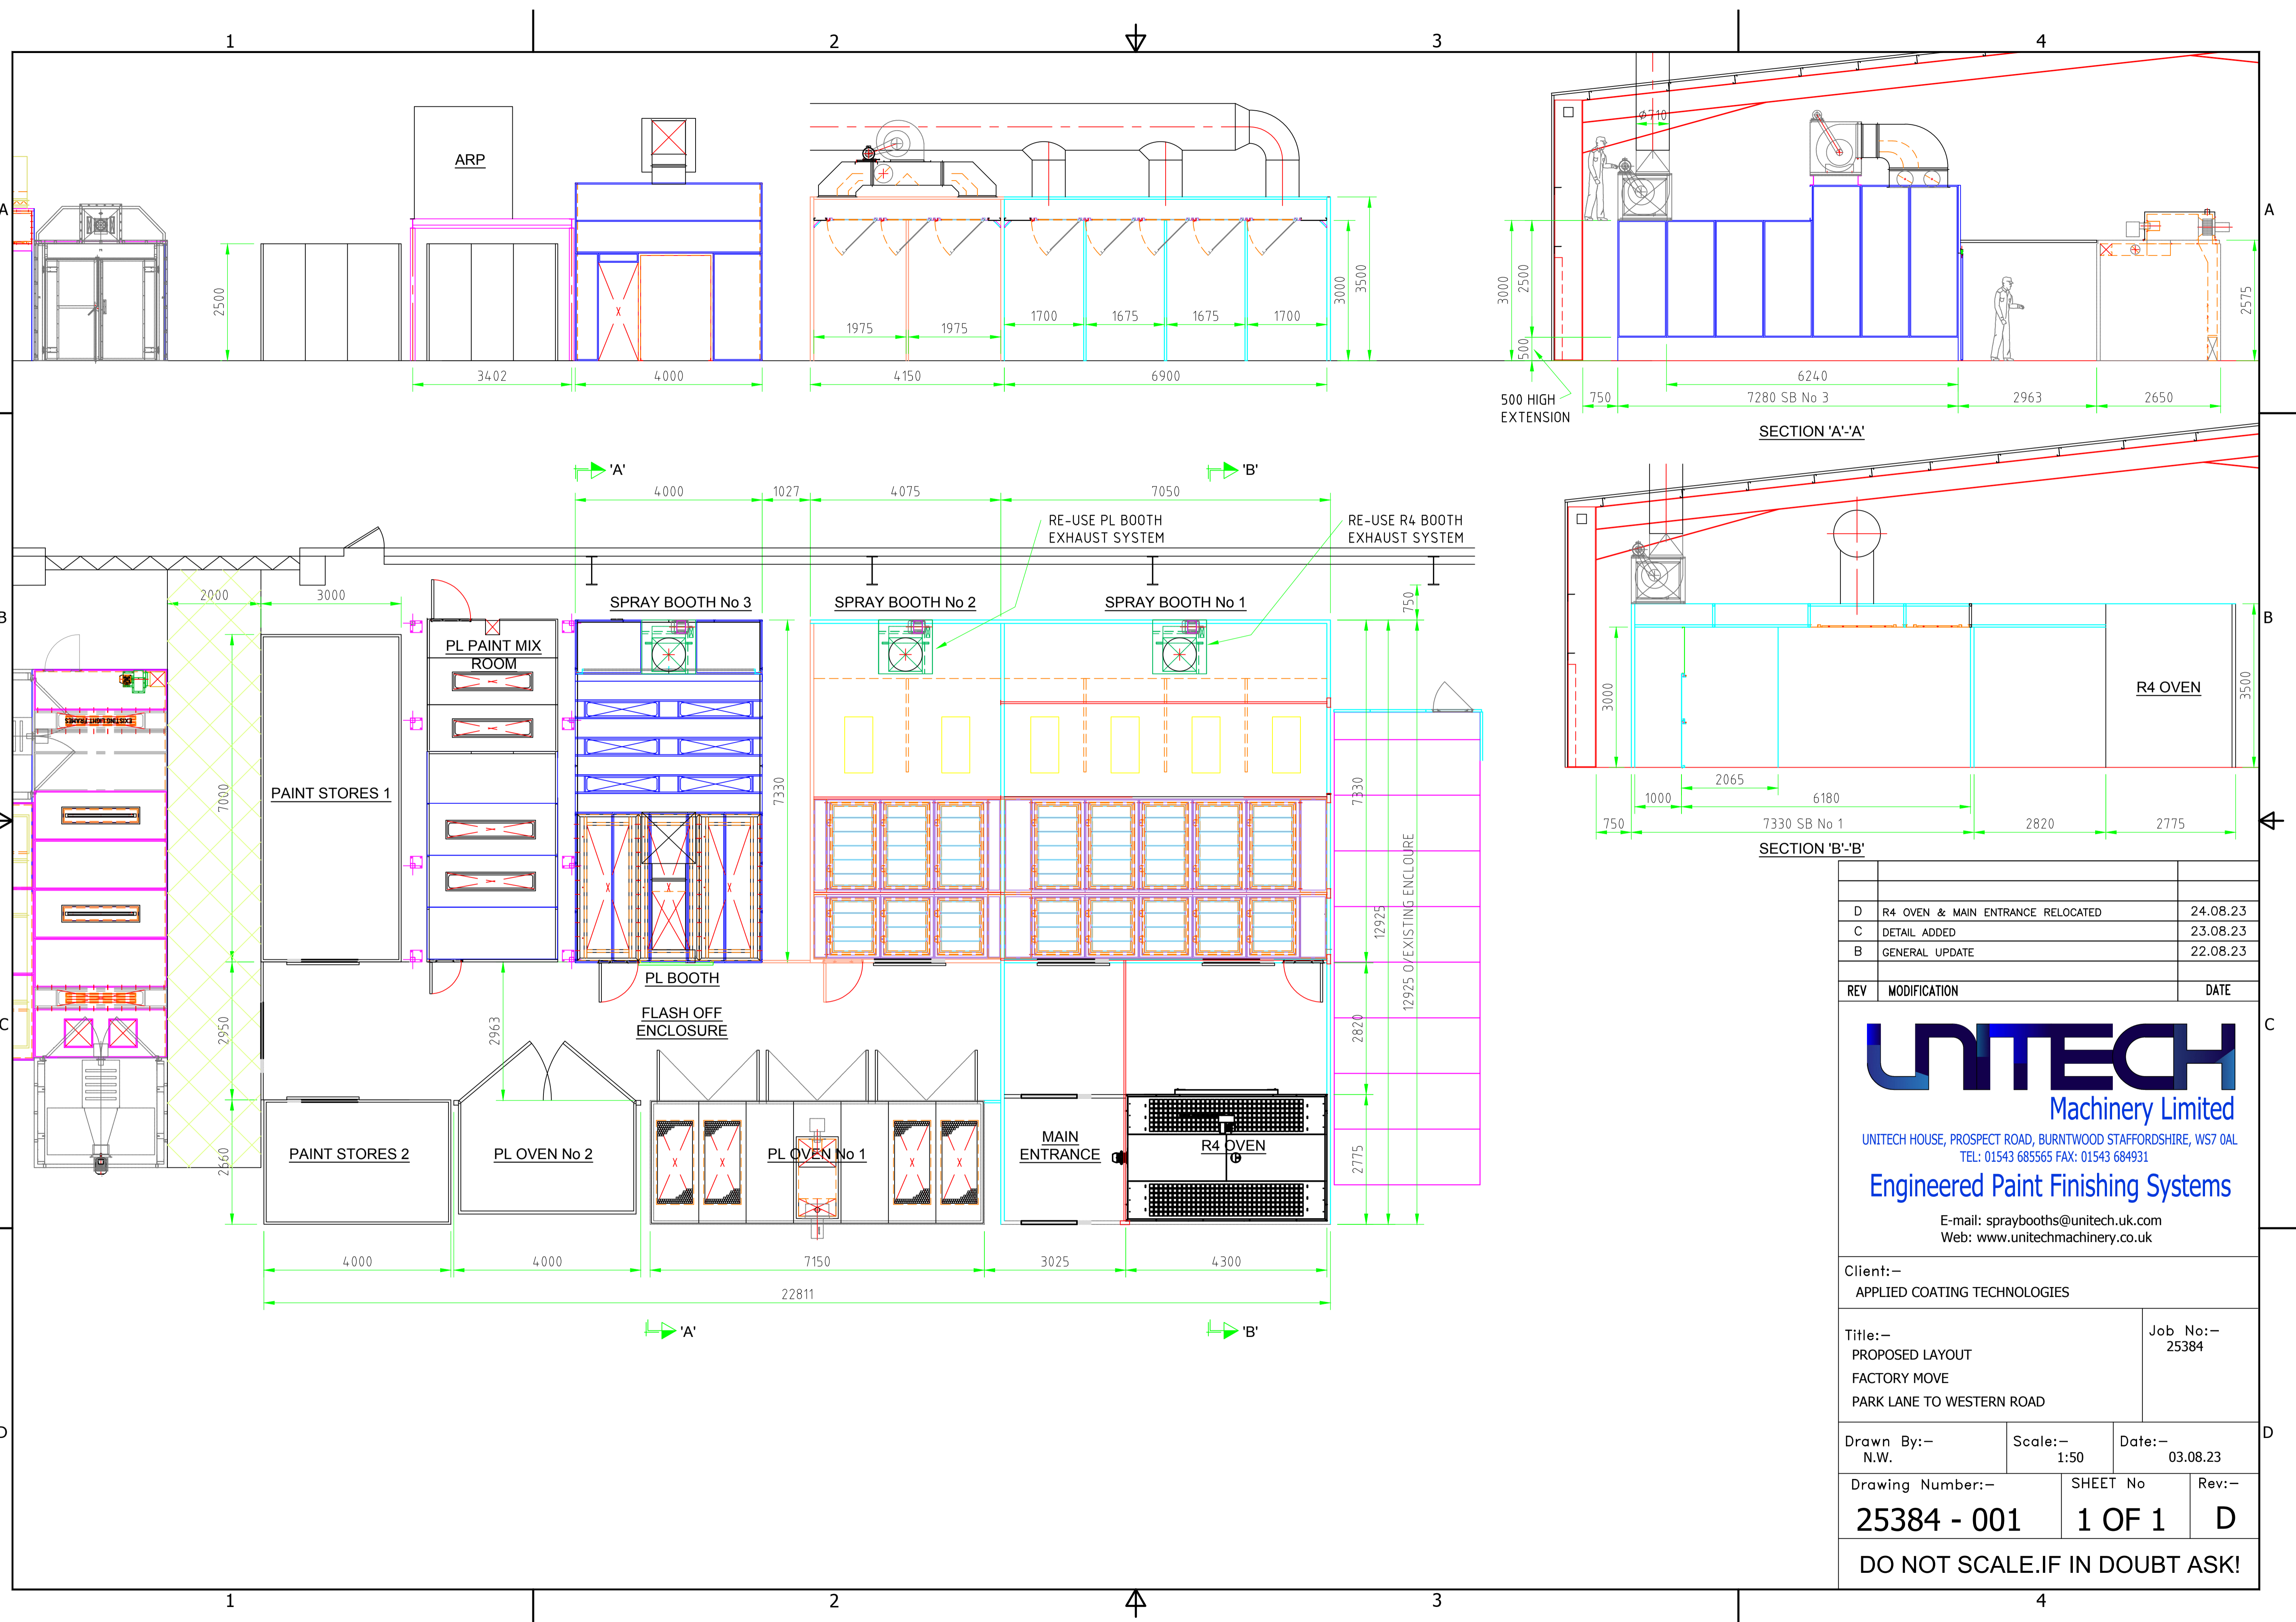 1
2
3
4
A
A
ARP
2500
3402
4000
1975
1975
1700
1675
1675
1700
3000
3500
4150
6900
Ø710
3000
2500
500
500 HIGH
EXTENSION
750
6240
7280 SB No 3
2963
2650
2575
SECTION 'A'-'A'
'A'
'B'
4000
1027
4075
7050
RE-USE PL BOOTH
EXHAUST SYSTEM
RE-USE R4 BOOTH
EXHAUST SYSTEM
B
B
2000
3000
SPRAY BOOTH No 3
SPRAY BOOTH No 2
SPRAY BOOTH No 1
750
PL PAINT MIX
ROOM
EXISTING LIGHT FRAMES
7000
PAINT STORES 1
7330
7330
12925
12925 O/EXISTING ENCLOURE
PL BOOTH
FLASH OFF
ENCLOSURE
2950
2963
2820
2660
PAINT STORES 2
PL OVEN No 2
PL OVEN No 1
MAIN
ENTRANCE
R4 OVEN
2775
4000
4000
7150
3025
4300
22811
'A'
'B'
3000
R4 OVEN
3500
2065
1000
6180
750
7330 SB No 1
2820
2775
SECTION 'B'-'B'
D R4 OVEN & MAIN ENTRANCE RELOCATED 24.08.23
C DETAIL ADDED 23.08.23
B GENERAL UPDATE 22.08.23
REV MODIFICATION DATE
C
C
UNITECH
Machinery Limited
UNITECH HOUSE, PROSPECT ROAD, BURNTWOOD STAFFORDSHIRE, WS7 0AL
TEL: 01543 685565 FAX: 01543 684931
Engineered Paint Finishing Systems
E-mail: spraybooths@unitech.uk.com
Web: www.unitechmachinery.co.uk
Client:-
APPLIED COATING TECHNOLOGIES
Title:-
PROPOSED LAYOUT
FACTORY MOVE
PARK LANE TO WESTERN ROAD
Job No:-
25384
D
D
Drawn By:-
N.W.
Scale:-
1:50
Date:-
03.08.23
Drawing Number:-
25384 - 001
SHEET No
1 OF 1
Rev:-
D
DO NOT SCALE.IF IN DOUBT ASK!
1
2
3
4